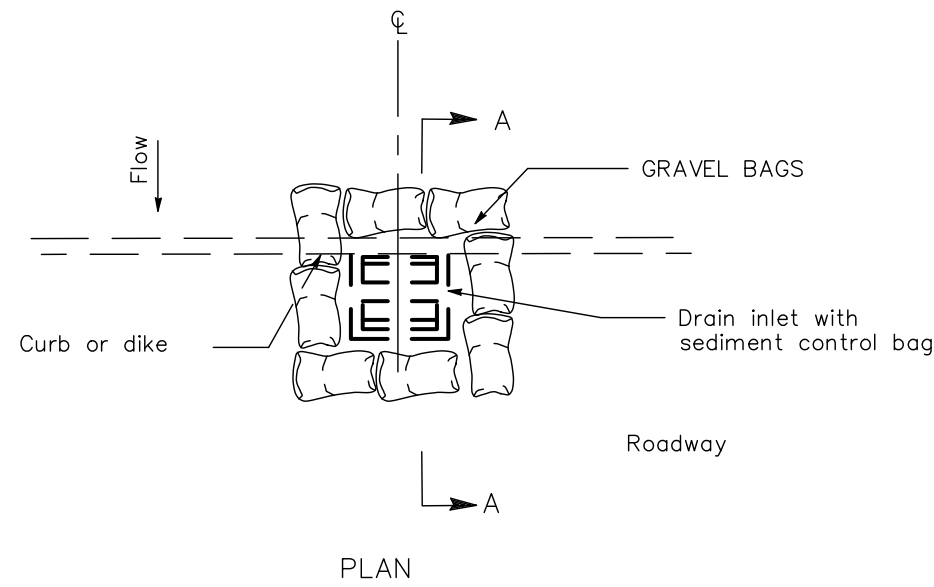 ℄
A
Flow
GRAVEL BAGS
Drain inlet with
sediment control bag
Curb or dike
Roadway
A
PLAN